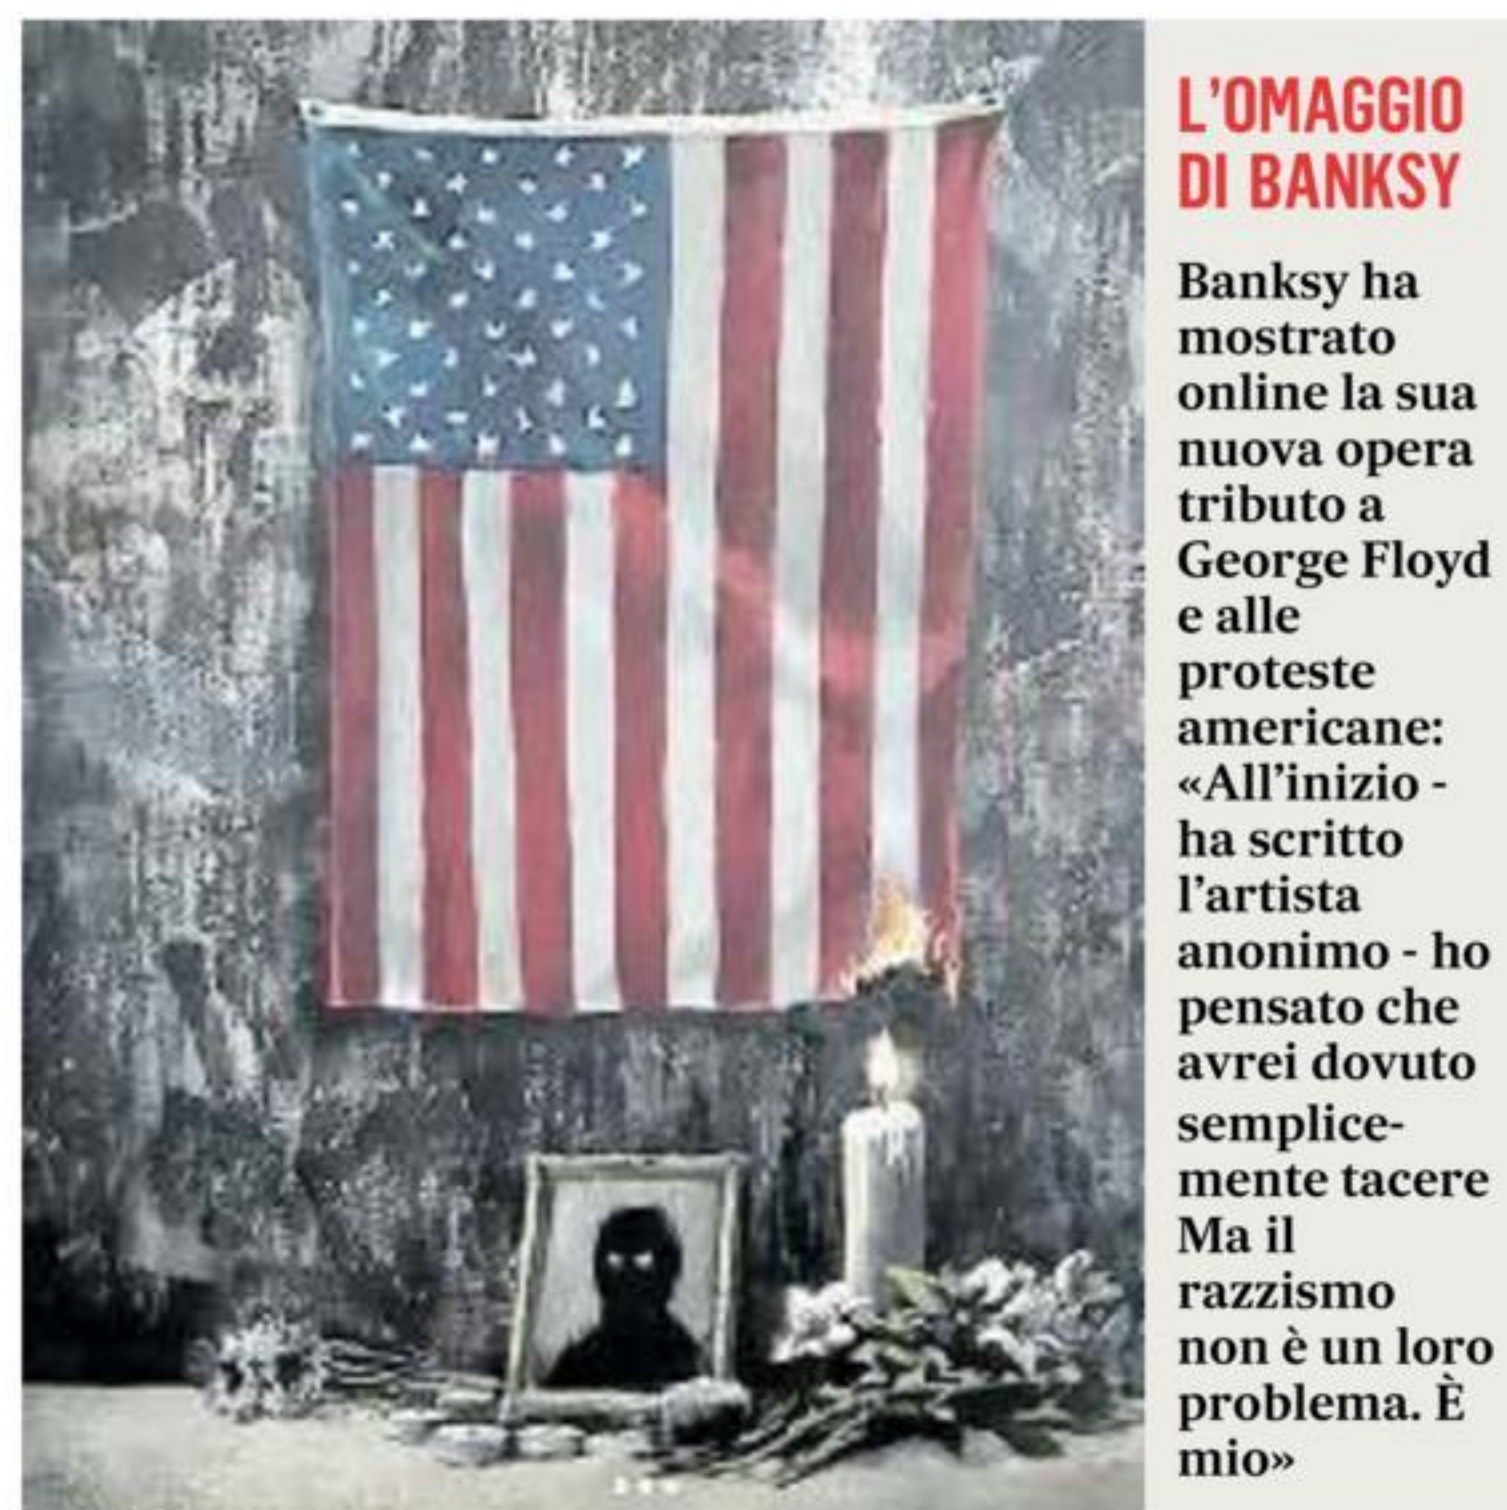 L'OMAGGIO
DI BANKSY
Banksy ha
mostrato
online la sua
nuova opera
tributo a
George Floyd
e alle
proteste
americane:
«All'inizio -
ha scritto
l'artista
anonimo - ho
pensato che
avrei dovuto
semplice-
mente tacere
Ma il
razzismo
non è un loro
problema. È
mio»